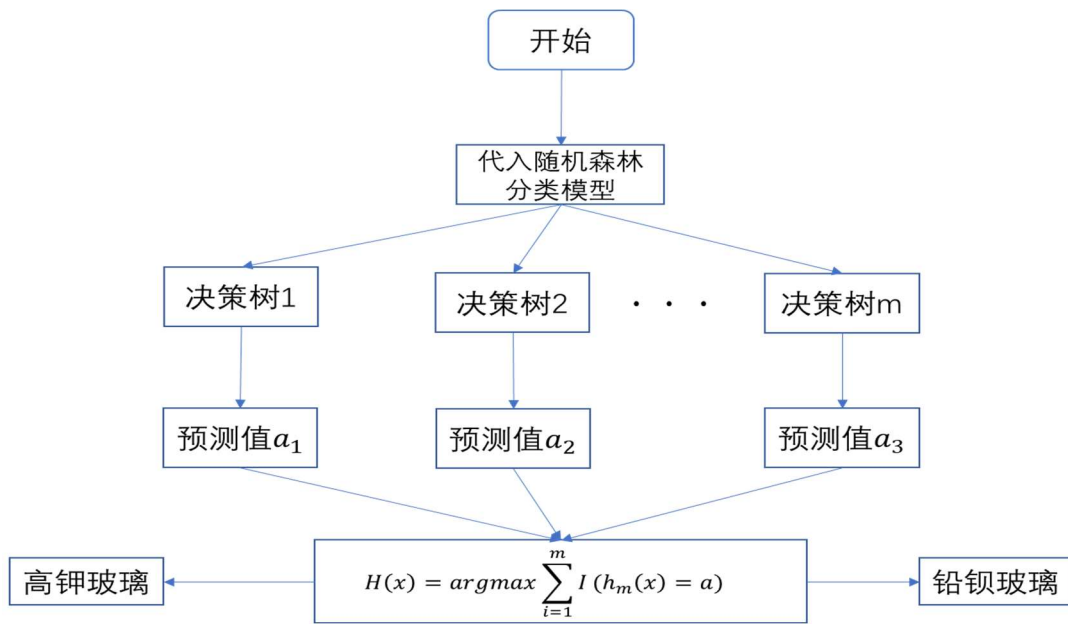 开始
代入随机森林
分类模型
决策树1
决策树2
· · ·
决策树m
预测值a₁
预测值a₂
预测值a₃
高钾玻璃
H(x) = argmax ∑_{i=1}^{m} I (hₘ(x) = a)
铅钡玻璃